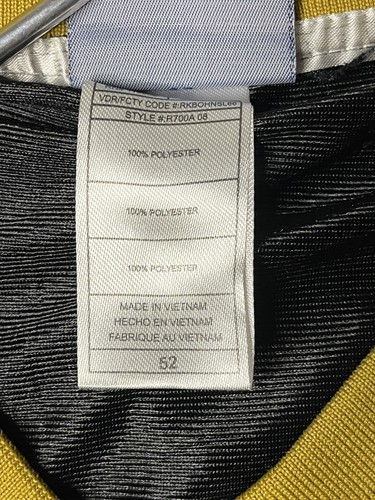 VDR/FCTY CODE #:RKBOHNSL66
STYLE #:R700A 08
100% POLYESTER
100% POLYESTER
100% POLYESTER
MADE IN VIETNAM
HECHO EN VIETNAM
FABRIQUE AU VIETNAM
52